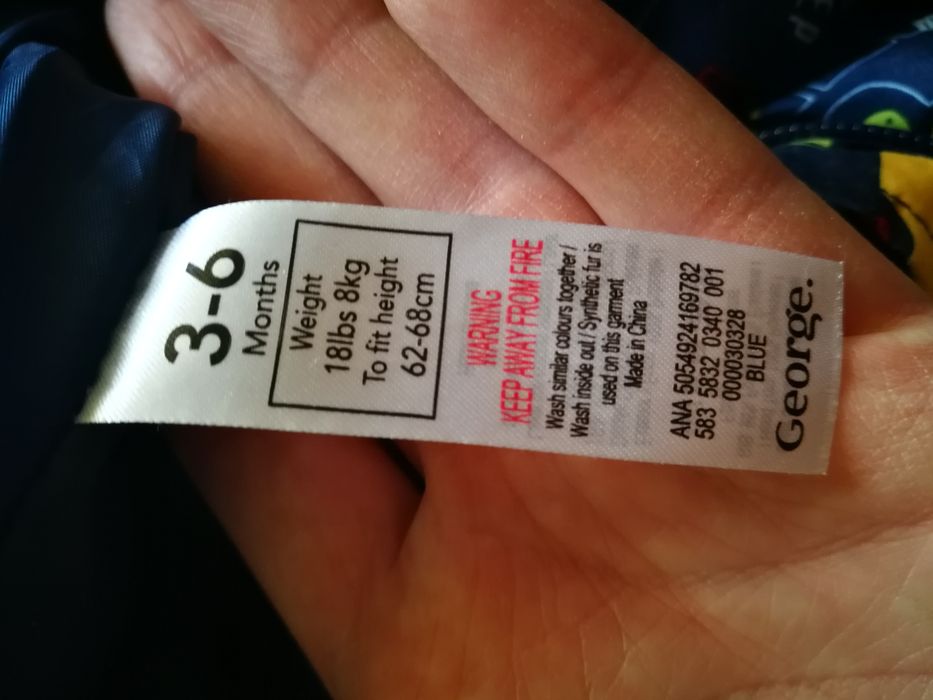 3-6
Months
Weight
18lbs 8kg
To fit height
62-68cm
WARNING
KEEP AWAY FROM FIRE
Wash similar colours together /
Wash inside out / Synthetic fur is
used on this garment
Made in China
ANA 5054924169782
583 5832 0340 001
0000030328
BLUE
George.